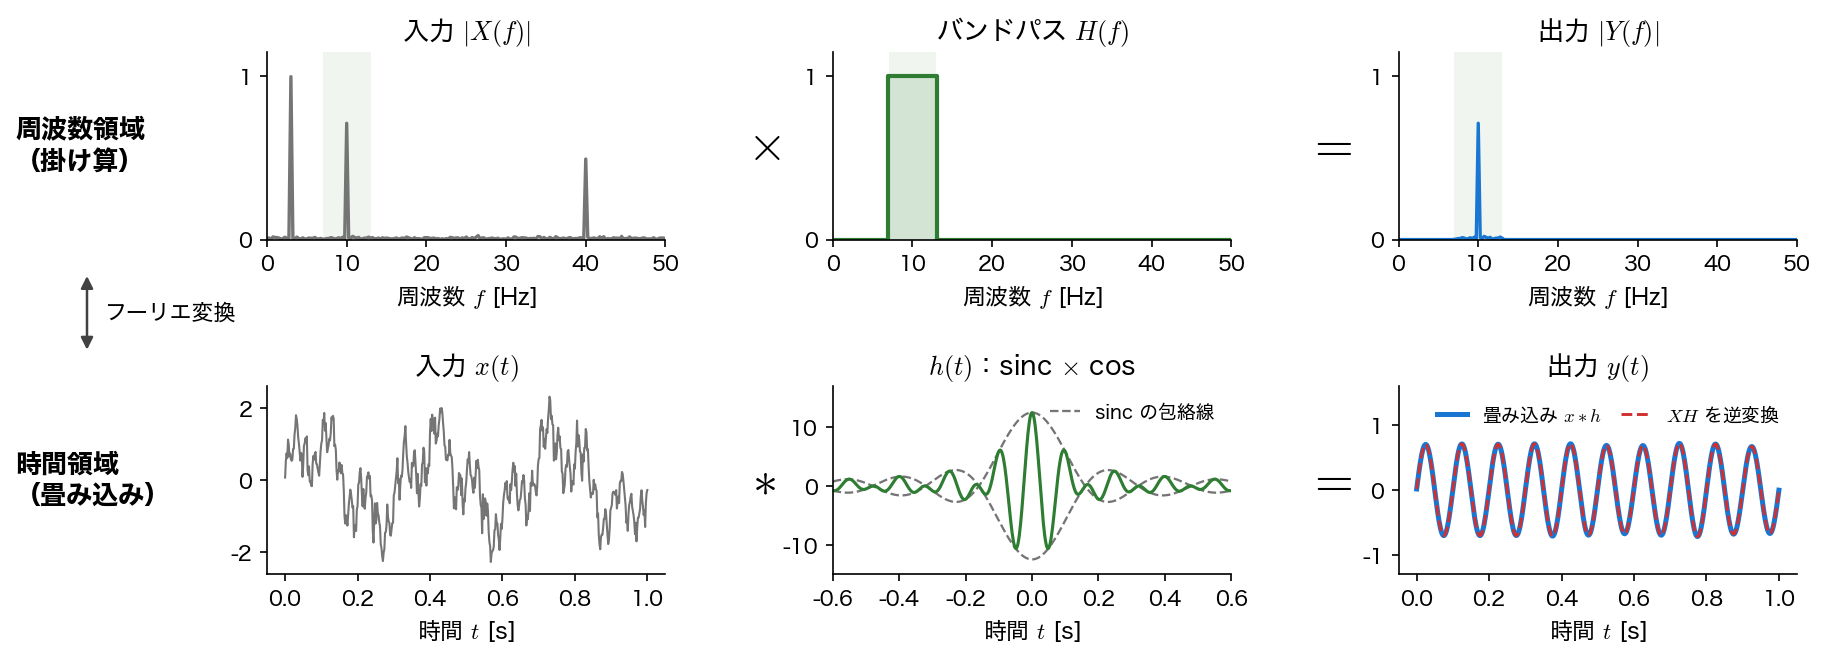 入力 |X(f)|
バンドパス H(f)
出力 |Y(f)|
周波数領域
（掛け算）
1
0
0 10 20 30 40 50
周波数 f [Hz]
×
1
0
0 10 20 30 40 50
周波数 f [Hz]
=
1
0
0 10 20 30 40 50
周波数 f [Hz]
フーリエ変換
入力 x(t)
h(t)：sinc × cos
出力 y(t)
時間領域
（畳み込み）
2
0
-2
0.0 0.2 0.4 0.6 0.8 1.0
時間 t [s]
*
sinc の包絡線
10
0
-10
-0.6 -0.4 -0.2 0.0 0.2 0.4 0.6
時間 t [s]
=
畳み込み x∗h XH を逆変換
1
0
-1
0.0 0.2 0.4 0.6 0.8 1.0
時間 t [s]